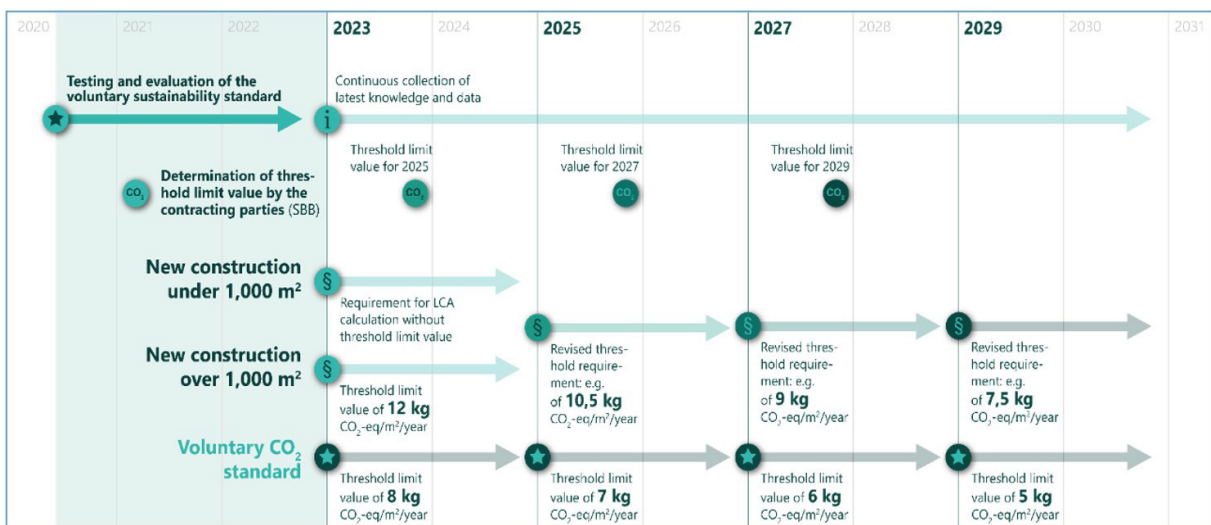 2020 2021 2022 2023 2024 2025 2026 2027 2028 2029 2030 2031
Testing and evaluation of the
voluntary sustainability standard
Continuous collection of
latest knowledge and data
i
Threshold limit
value for 2025
Threshold limit
value for 2027
Threshold limit
value for 2029
CO₂
Determination of thres-
hold limit value by the
contracting parties (SBB)
CO₂
CO₂
CO₂
New construction
under 1,000 m²
§
Requirement for LCA
calculation without
threshold limit value
New construction
over 1,000 m²
§
Threshold limit
value of 12 kg
CO₂-eq/m²/year
§
Revised thres-
hold require-
ment: e.g.
of 10,5 kg
CO₂-eq/m²/year
§
Revised thres-
hold require-
ment: e.g.
of 9 kg
CO₂-eq/m²/year
§
Revised thres-
hold require-
ment: e.g.
of 7,5 kg
CO₂-eq/m²/year
Voluntary CO₂
standard
Threshold limit
value of 8 kg
CO₂-eq/m²/year
Threshold limit
value of 7 kg
CO₂-eq/m²/year
Threshold limit
value of 6 kg
CO₂-eq/m²/year
Threshold limit
value of 5 kg
CO₂-eq/m²/year